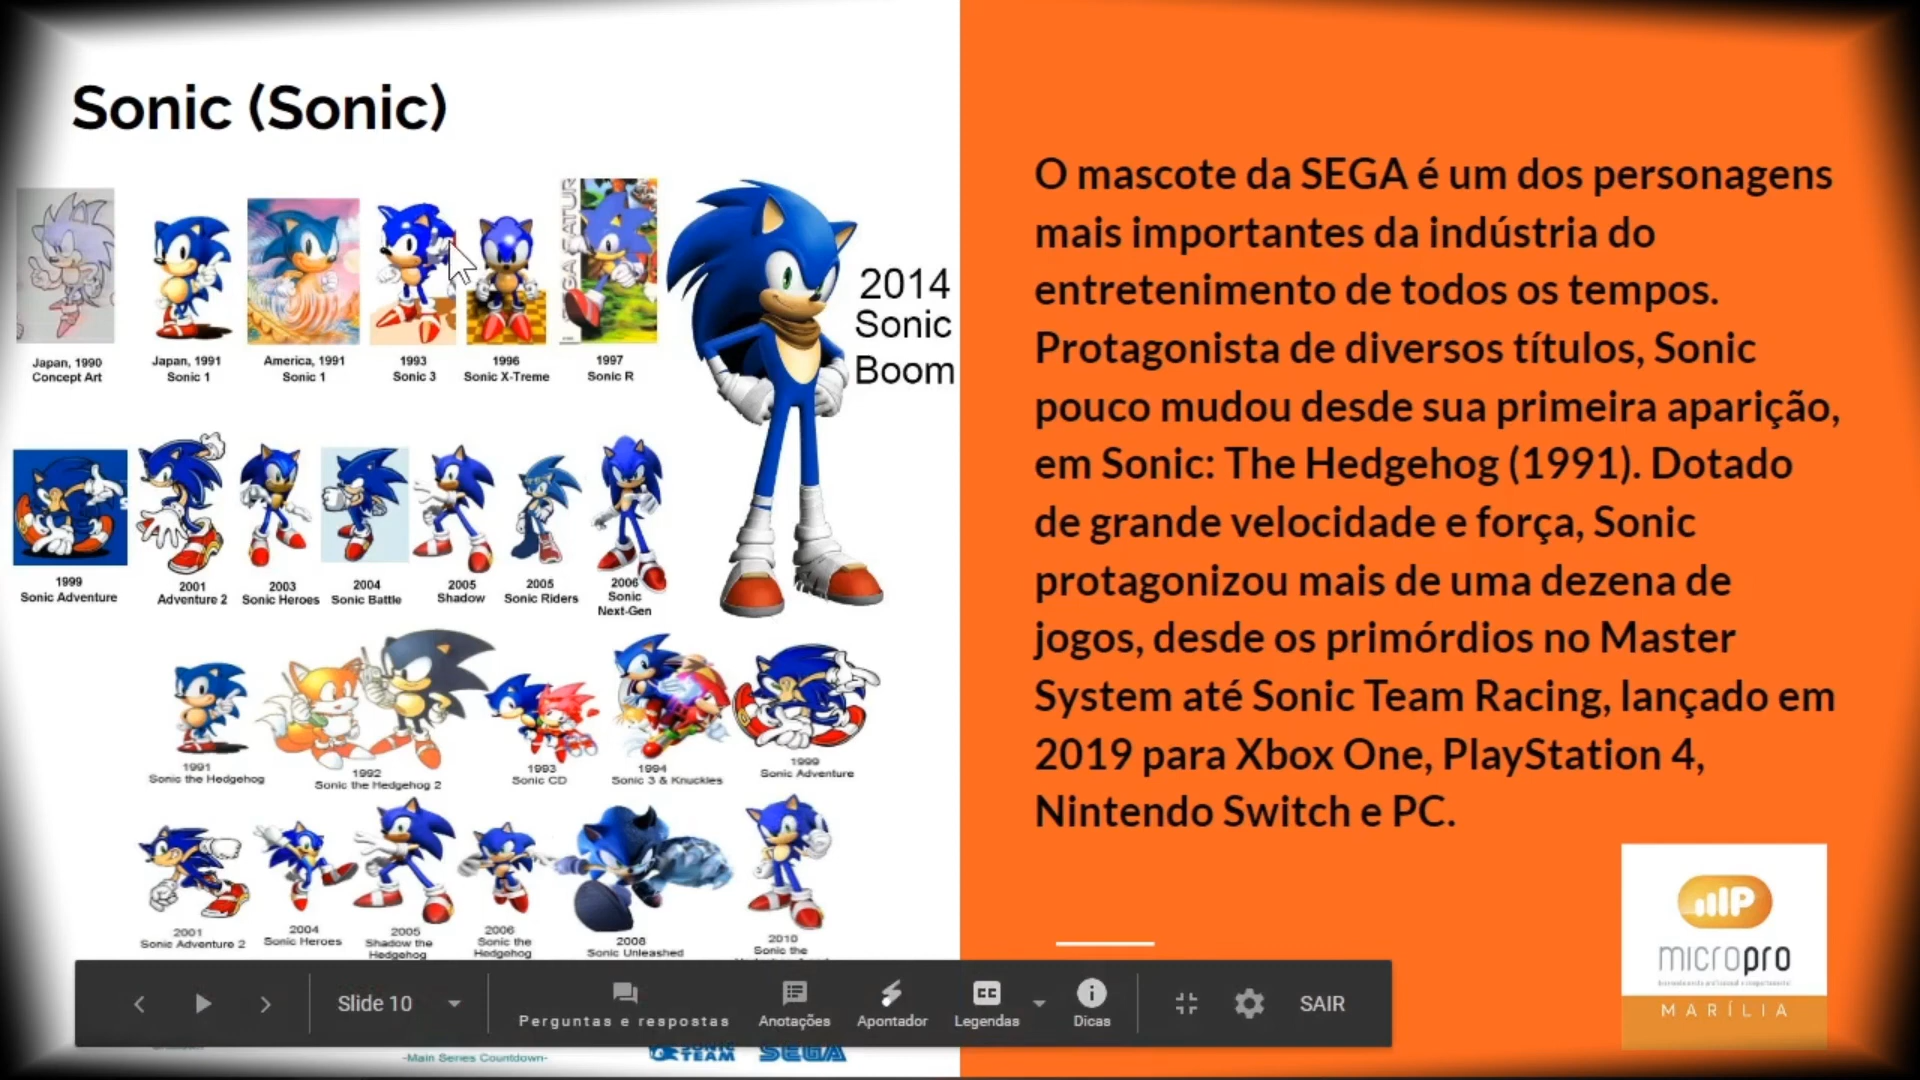 Sonic (Sonic)
Japan, 1990
Concept Art
Japan, 1991
Sonic 1
America, 1991
Sonic 1
1993
Sonic 3
1996
Sonic X-Treme
1997
Sonic R
2014
Sonic
Boom
1999
Sonic Adventure
2001
Adventure 2
2003
Sonic Heroes
2004
Sonic Battle
2005
Shadow
2005
Sonic Riders
2006
Sonic
Next-Gen
1991
Sonic the Hedgehog
1992
Sonic the Hedgehog 2
1993
Sonic CD
1994
Sonic 3 & Knuckles
1999
Sonic Adventure
2001
Sonic Adventure 2
2004
Sonic Heroes
2005
Shadow the
Hedgehog
2006
Sonic the
Hedgehog
2008
Sonic Unleashed
2010
Sonic the
-Main Series Countdown-
SONIC
TEAM
SEGA
O mascote da SEGA é um dos personagens
mais importantes da indústria do
entretenimento de todos os tempos.
Protagonista de diversos títulos, Sonic
pouco mudou desde sua primeira aparição,
em Sonic: The Hedgehog (1991). Dotado
de grande velocidade e força, Sonic
protagonizou mais de uma dezena de
jogos, desde os primórdios no Master
System até Sonic Team Racing, lançado em
2019 para Xbox One, PlayStation 4,
Nintendo Switch e PC.
micropro
MARÍLIA
Slide 10
Perguntas e respostas
Anotações
Apontador
CC
Legendas
Dicas
SAIR